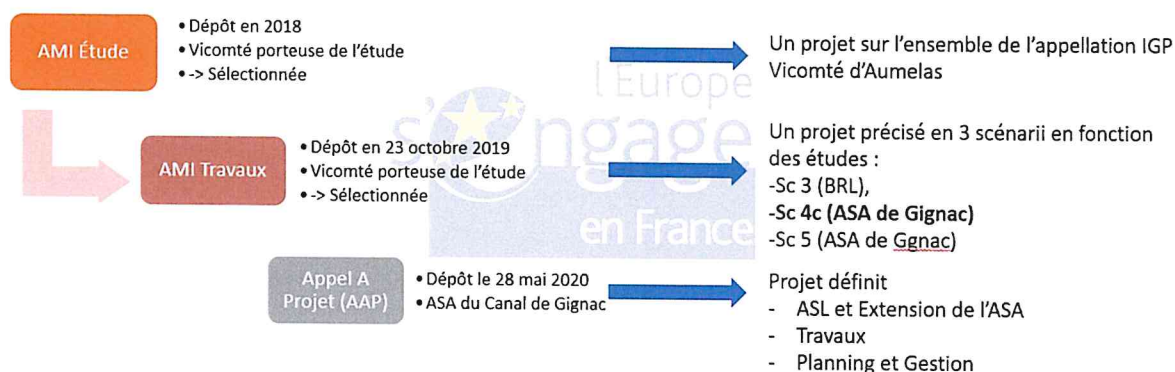 AMI Étude
• Dépôt en 2018
• Vicomté porteuse de l'étude
• -> Sélectionnée
Un projet sur l'ensemble de l'appellation IGP
Vicomté d'Aumelas
l'Europe
s'engage
en France
AMI Travaux
• Dépôt en 23 octobre 2019
• Vicomté porteuse de l'étude
• -> Sélectionnée
Un projet précisé en 3 scénarii en fonction
des études :
-Sc 3 (BRL),
-Sc 4c (ASA de Gignac)
-Sc 5 (ASA de Ggnac)
Appel A
Projet (AAP)
• Dépôt le 28 mai 2020
• ASA du Canal de Gignac
Projet définit
- ASL et Extension de l'ASA
- Travaux
- Planning et Gestion